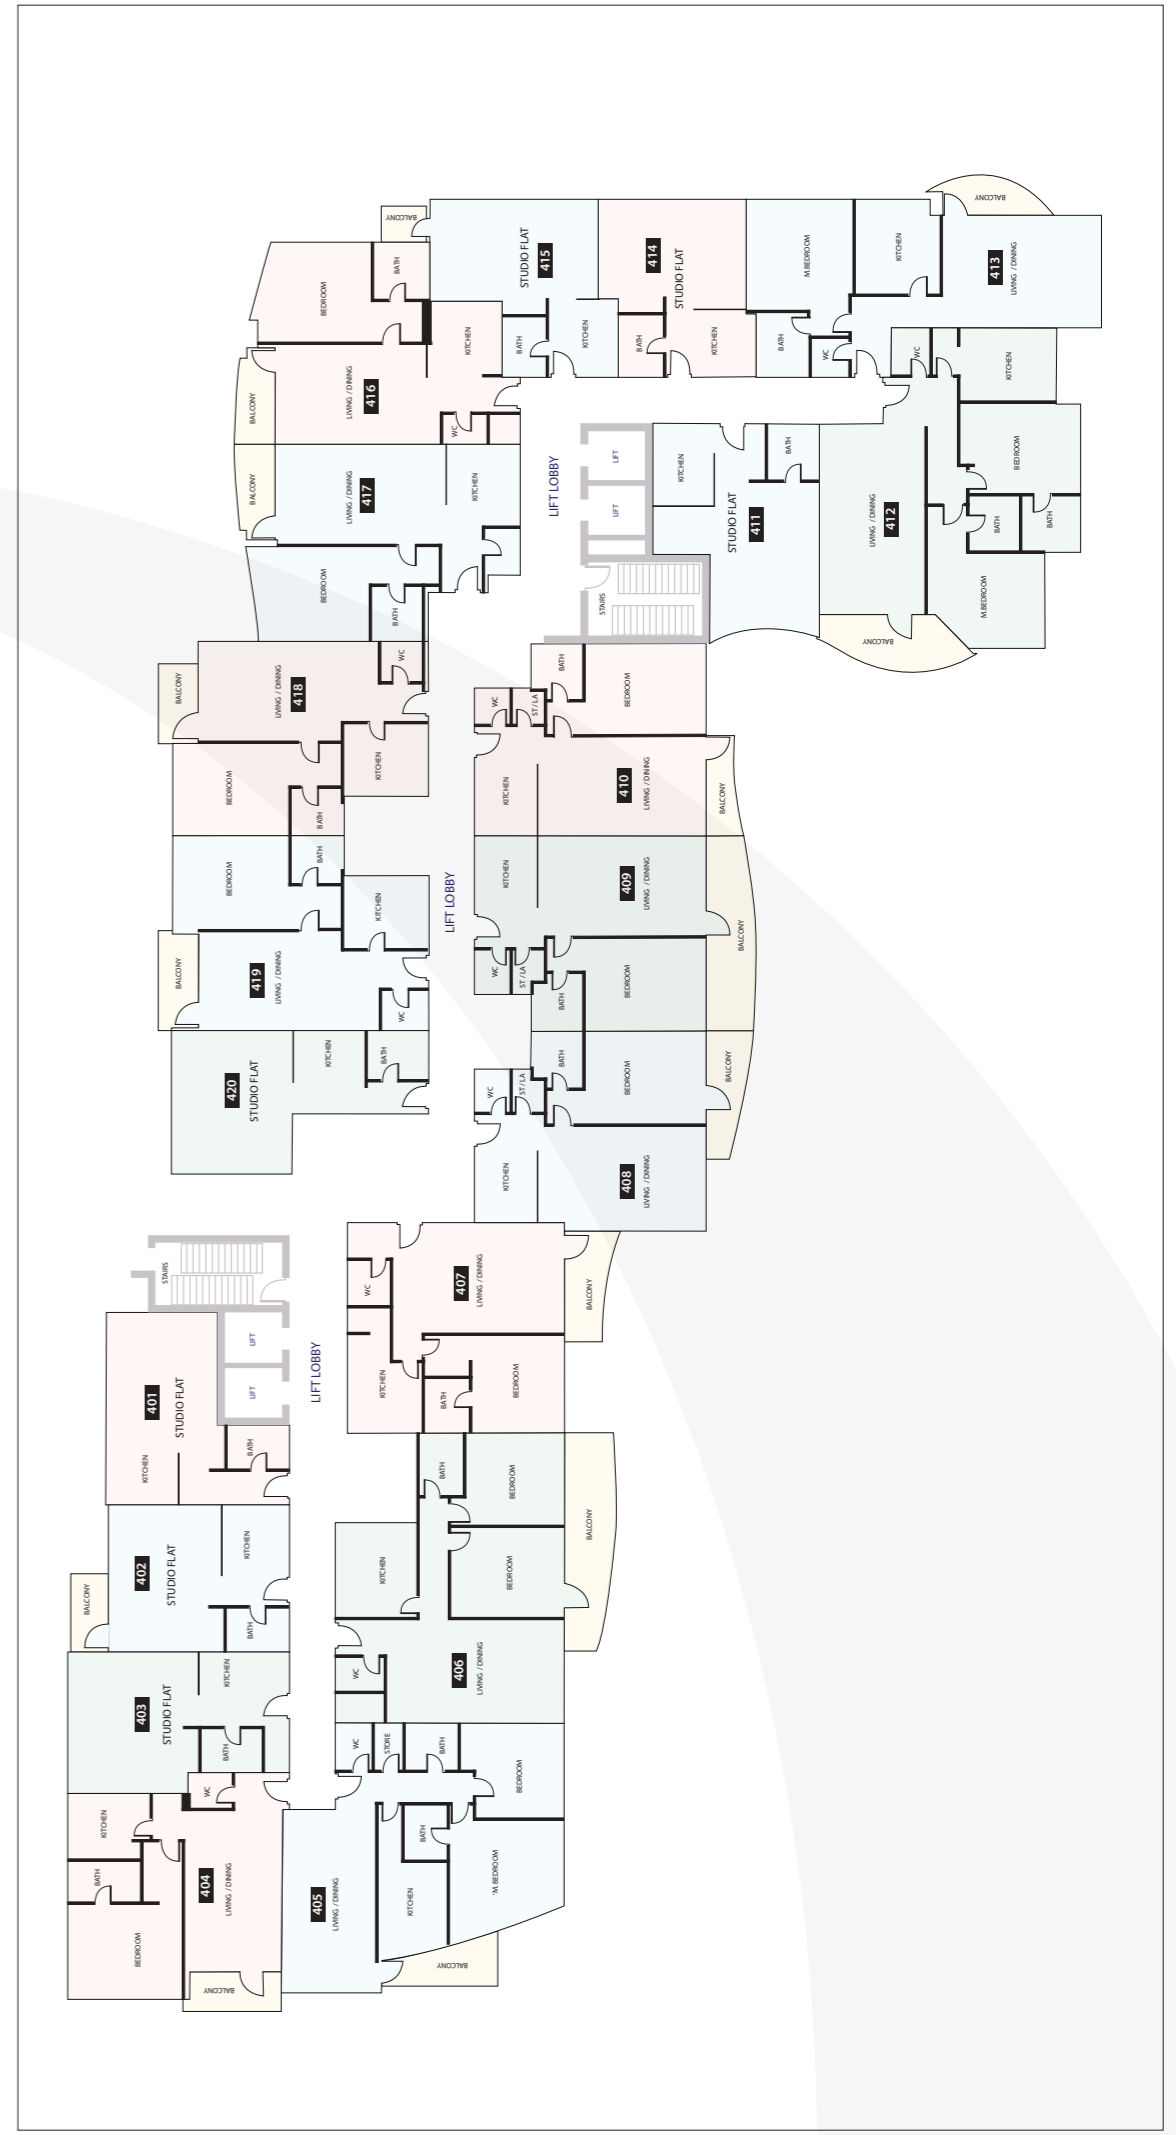 BALCONY
BALCONY
STUDIO FLAT
415
414
STUDIO FLAT
M.BEDROOM
KITCHEN
413
LIVING / DINING
BEDROOM
BATH
KITCHEN
BATH
KITCHEN
BATH
KITCHEN
BATH
WC
WC
KITCHEN
BALCONY
LIVING / DINING
416
WC
BALCONY
LIVING / DINING
417
KITCHEN
LIFT LOBBY
LIFT
LIFT
STAIRS
KITCHEN
BATH
STUDIO FLAT
411
LIVING / DINING
412
BEDROOM
BATH
BATH
M.BEDROOM
BALCONY
BEDROOM
BATH
BALCONY
LIVING / DINING
418
WC
KITCHEN
BEDROOM
BATH
BATH
BEDROOM
WC
ST / LA
KITCHEN
410
LIVING / DINING
BALCONY
BEDROOM
BATH
KITCHEN
LIFT LOBBY
KITCHEN
409
LIVING / DINING
BALCONY
BALCONY
419
LIVING / DINING
WC
WC
ST / LA
BATH
BEDROOM
420
STUDIO FLAT
KITCHEN
BATH
WC
ST / LA
BATH
BEDROOM
BALCONY
KITCHEN
408
LIVING / DINING
STAIRS
LIFT
LIFT
LIFT LOBBY
WC
407
LIVING / DINING
BALCONY
KITCHEN
BATH
BEDROOM
401
STUDIO FLAT
KITCHEN
BATH
BATH
BEDROOM
BALCONY
402
STUDIO FLAT
KITCHEN
BALCONY
BATH
KITCHEN
BEDROOM
403
STUDIO FLAT
KITCHEN
BATH
WC
406
LIVING / DINING
WC
STORE
BATH
BEDROOM
WC
KITCHEN
BATH
BEDROOM
404
LIVING / DINING
BALCONY
405
LIVING / DINING
BATH
KITCHEN
'M.BEDROOM
BALCONY